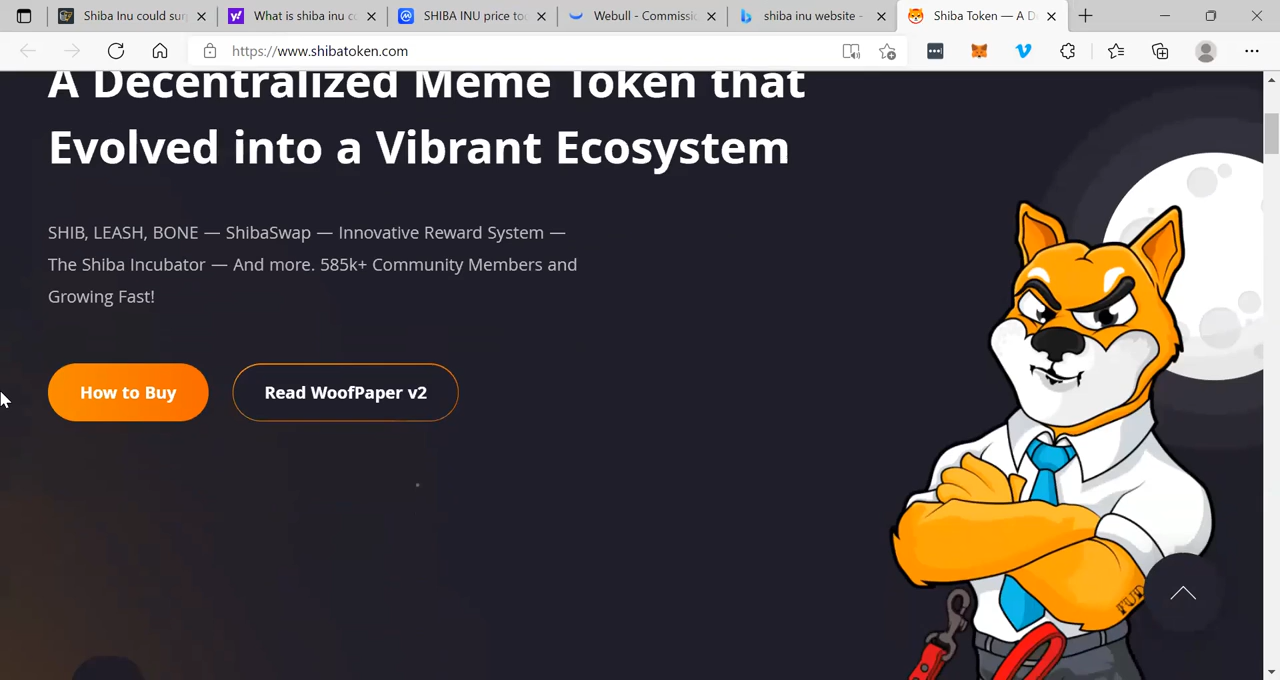 Shiba Inu could sur
What is shiba inu c
SHIBA INU price to
Webull - Commissi
shiba inu website -
Shiba Token — A D
https://www.shibatoken.com
A Decentralized Meme Token that
Evolved into a Vibrant Ecosystem
SHIB, LEASH, BONE — ShibaSwap — Innovative Reward System —
The Shiba Incubator — And more. 585k+ Community Members and
Growing Fast!
How to Buy
Read WoofPaper v2
FUD